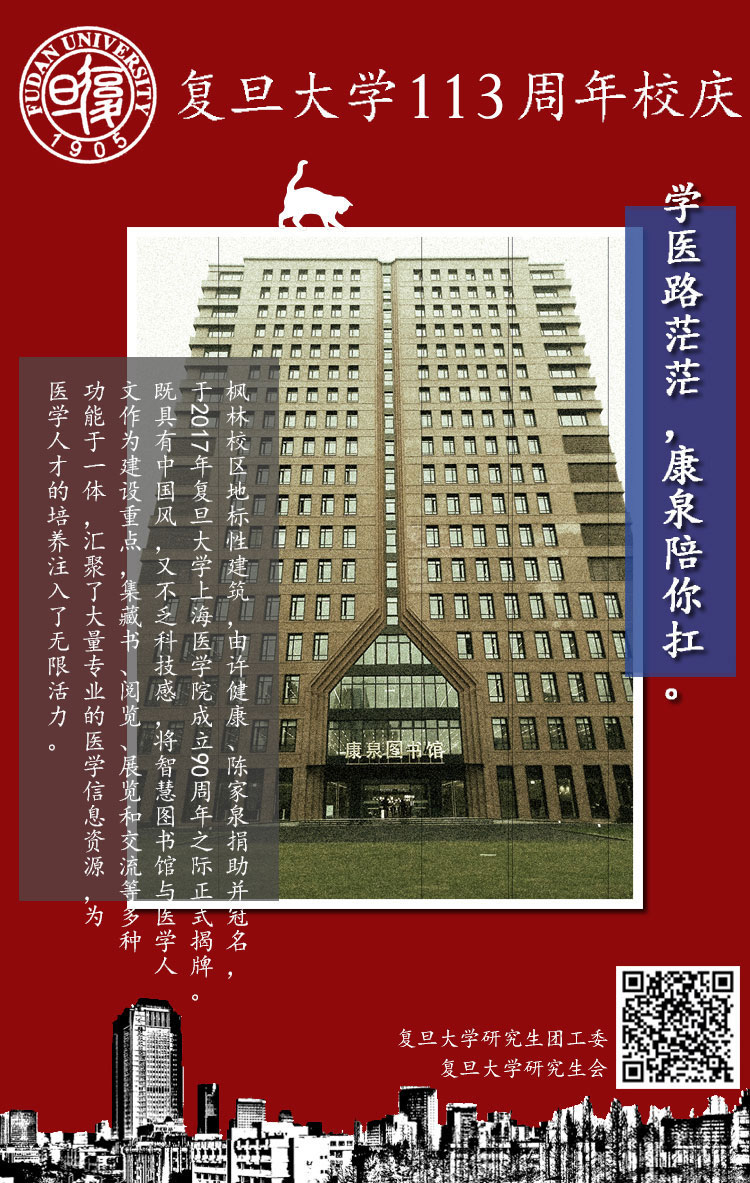 FUDAN UNIVERSITY
1905
复旦大学113周年校庆
学医路茫茫，康泉陪你扛。
枫林校区地标性建筑，由许健康、陈家泉捐助并冠名，
于2017年复旦大学上海医学院成立90周年之际正式揭牌。
既具有中国风，又不乏科技感，将智慧图书馆与医学人
文作为建设重点，集藏书、阅览、展览和交流等多种
功能于一体，汇聚了大量专业的医学信息资源，为
医学人才的培养注入了无限活力。
康泉图书馆
复旦大学研究生团工委
复旦大学研究生会